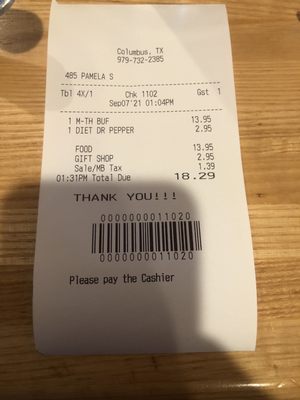 Columbus, TX
979-732-2385
485 PAMELA S
Tbl 4X/1 Chk 1102 Gst 1
Sep07'21 01:04PM
1 M-TH BUF 13.95
1 DIET DR PEPPER 2.95
FOOD 13.95
GIFT SHOP 2.95
Sale/MB Tax 1.39
01:31PM Total Due 18.29
THANK YOU!!!
0000000011020
0000000011020
Please pay the Cashier